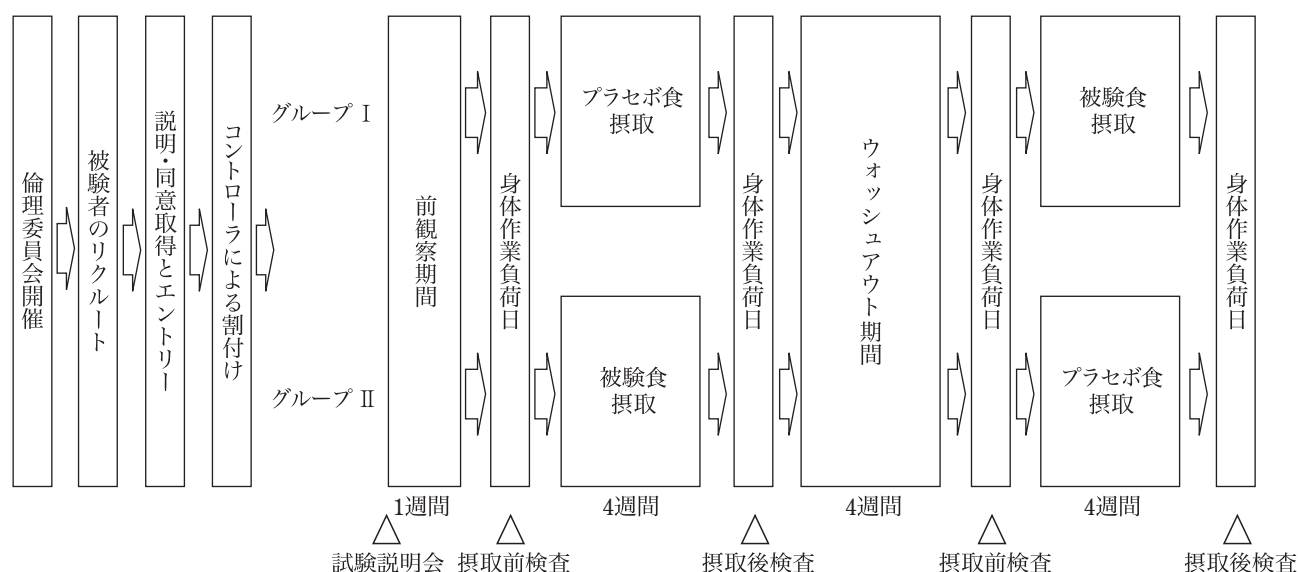 倫理委員会開催
被験者のリクルート
説明・同意取得とエントリー
コントローラによる割付け
グループ Ⅰ
グループ Ⅱ
前観察期間
1週間
身体作業負荷日
プラセボ食
摂取
被験食
摂取
4週間
身体作業負荷日
ウォッシュアウト期間
4週間
身体作業負荷日
被験食
摂取
プラセボ食
摂取
4週間
身体作業負荷日
試験説明会
摂取前検査
摂取後検査
摂取前検査
摂取後検査